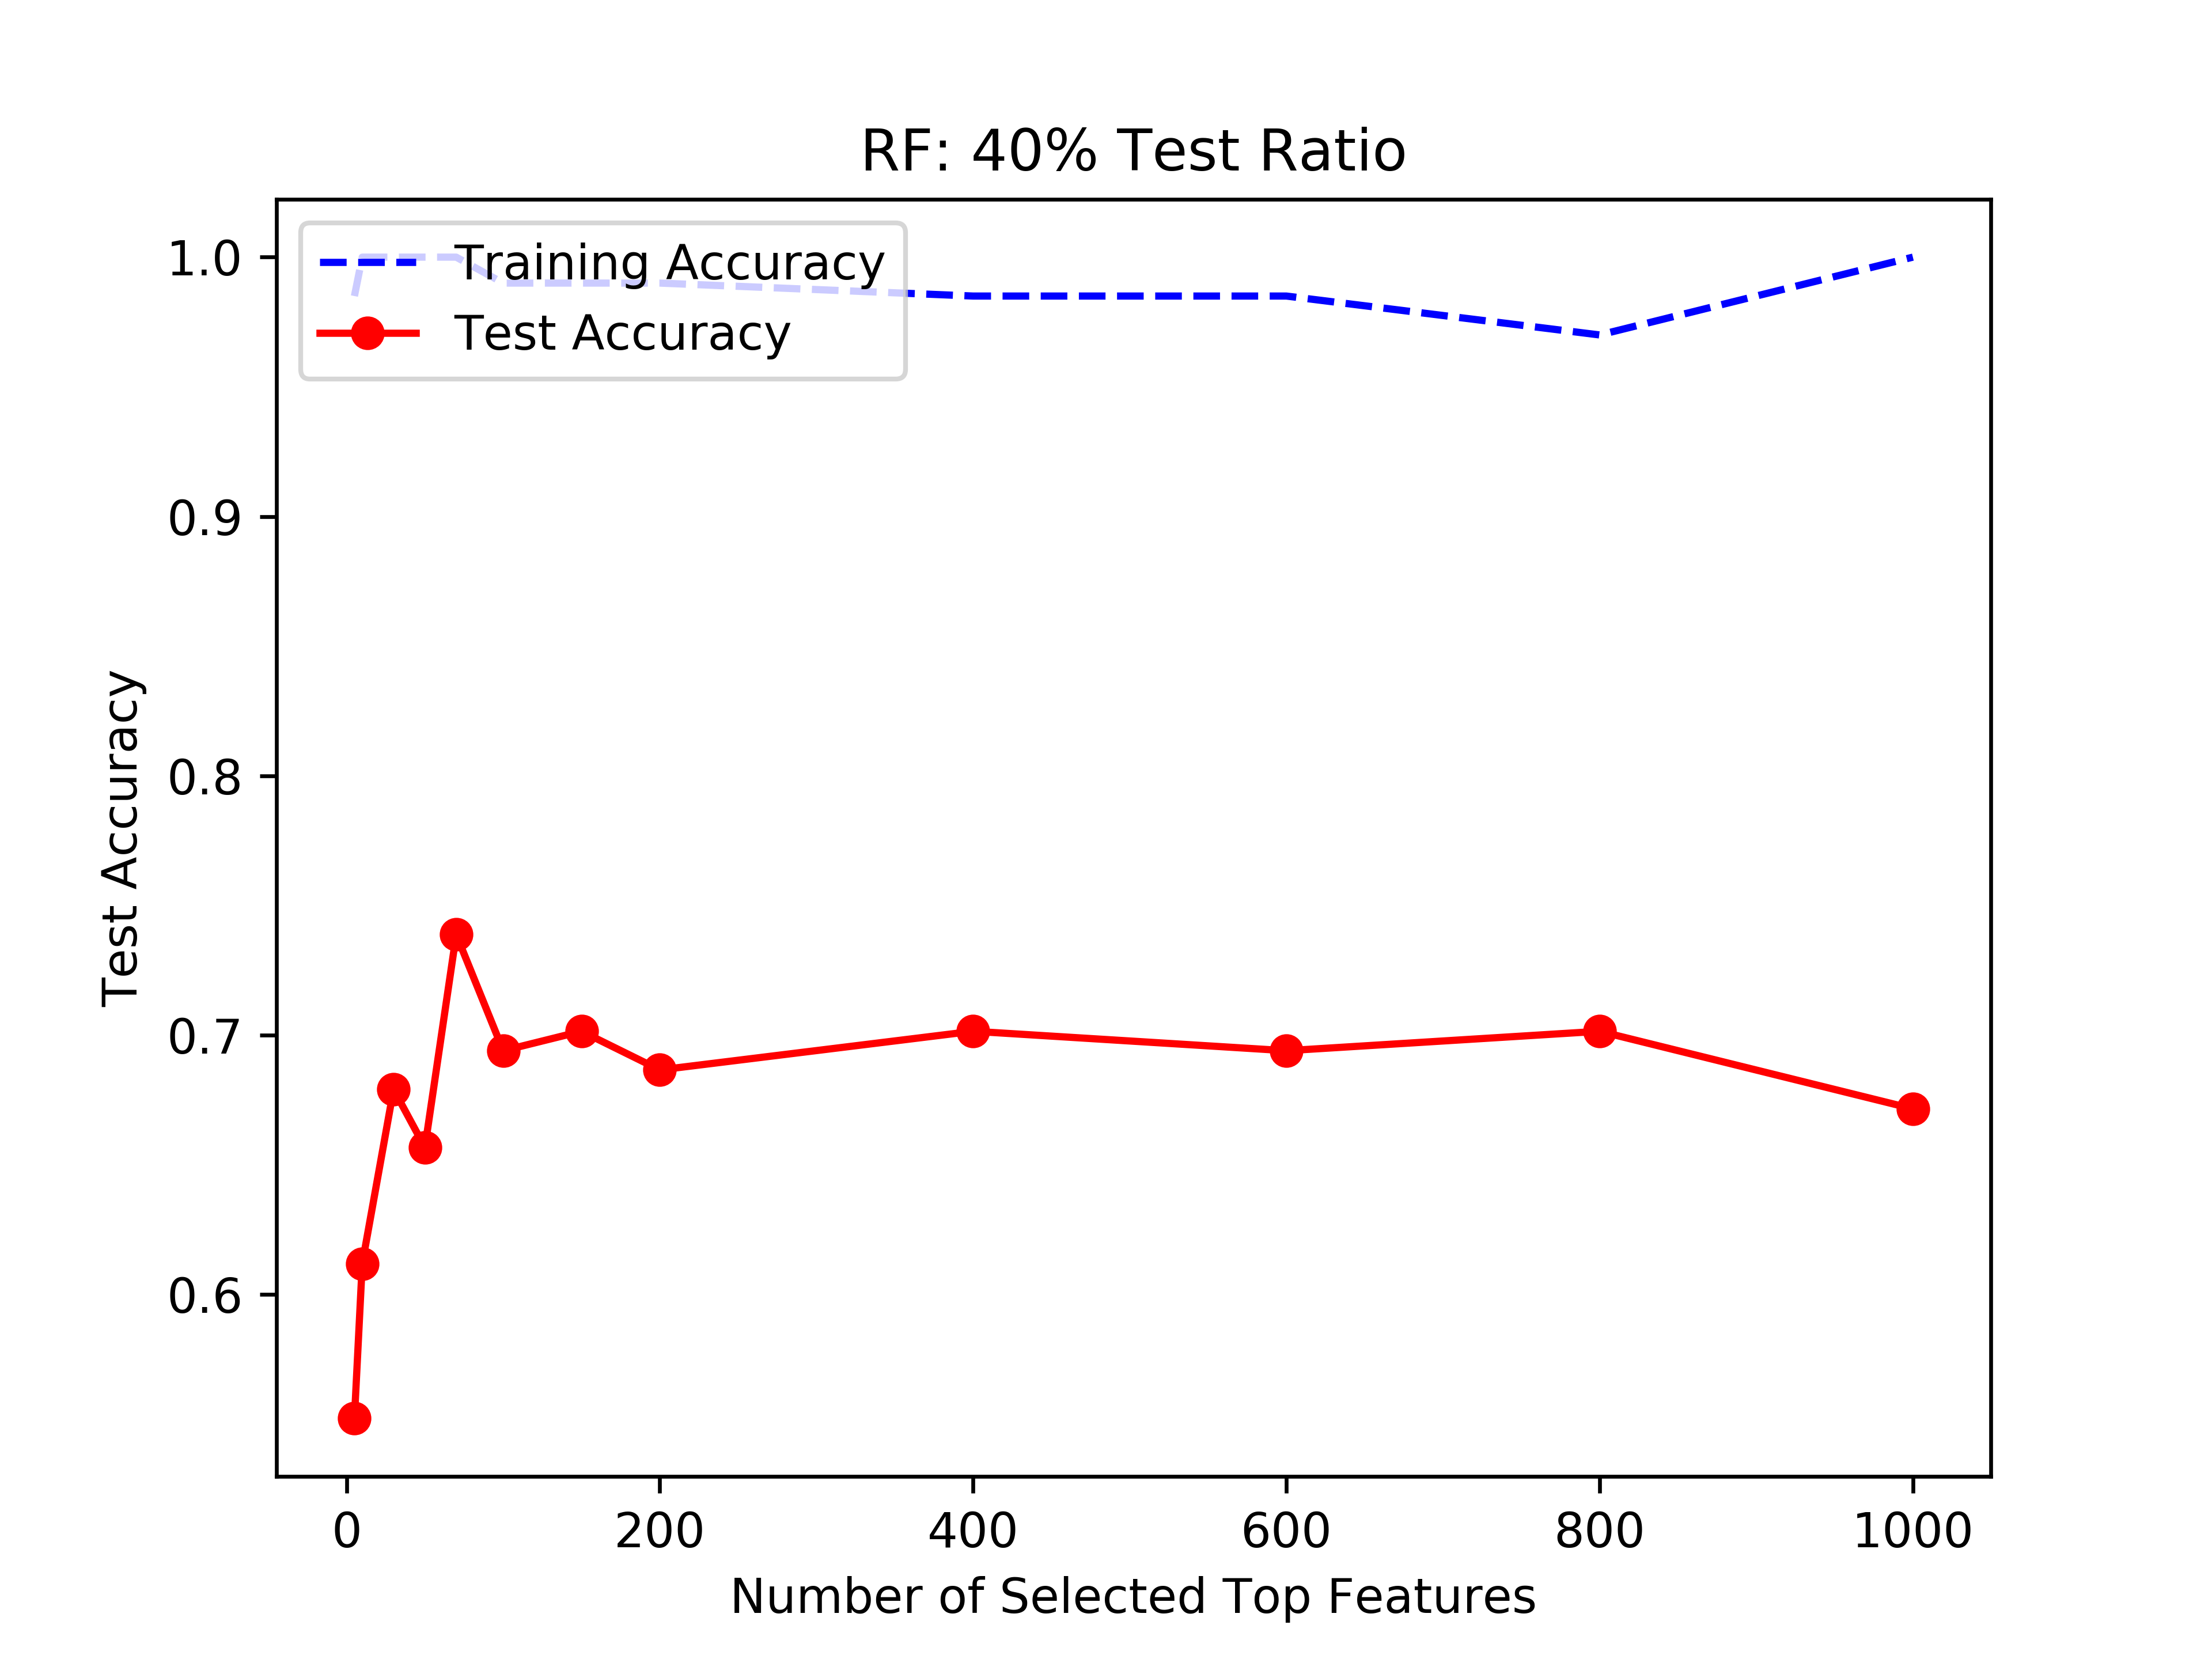 RF: 40% Test Ratio
Training Accuracy
Test Accuracy
1.0
0.9
0.8
0.7
0.6
Test Accuracy
0 200 400 600 800 1000
Number of Selected Top Features